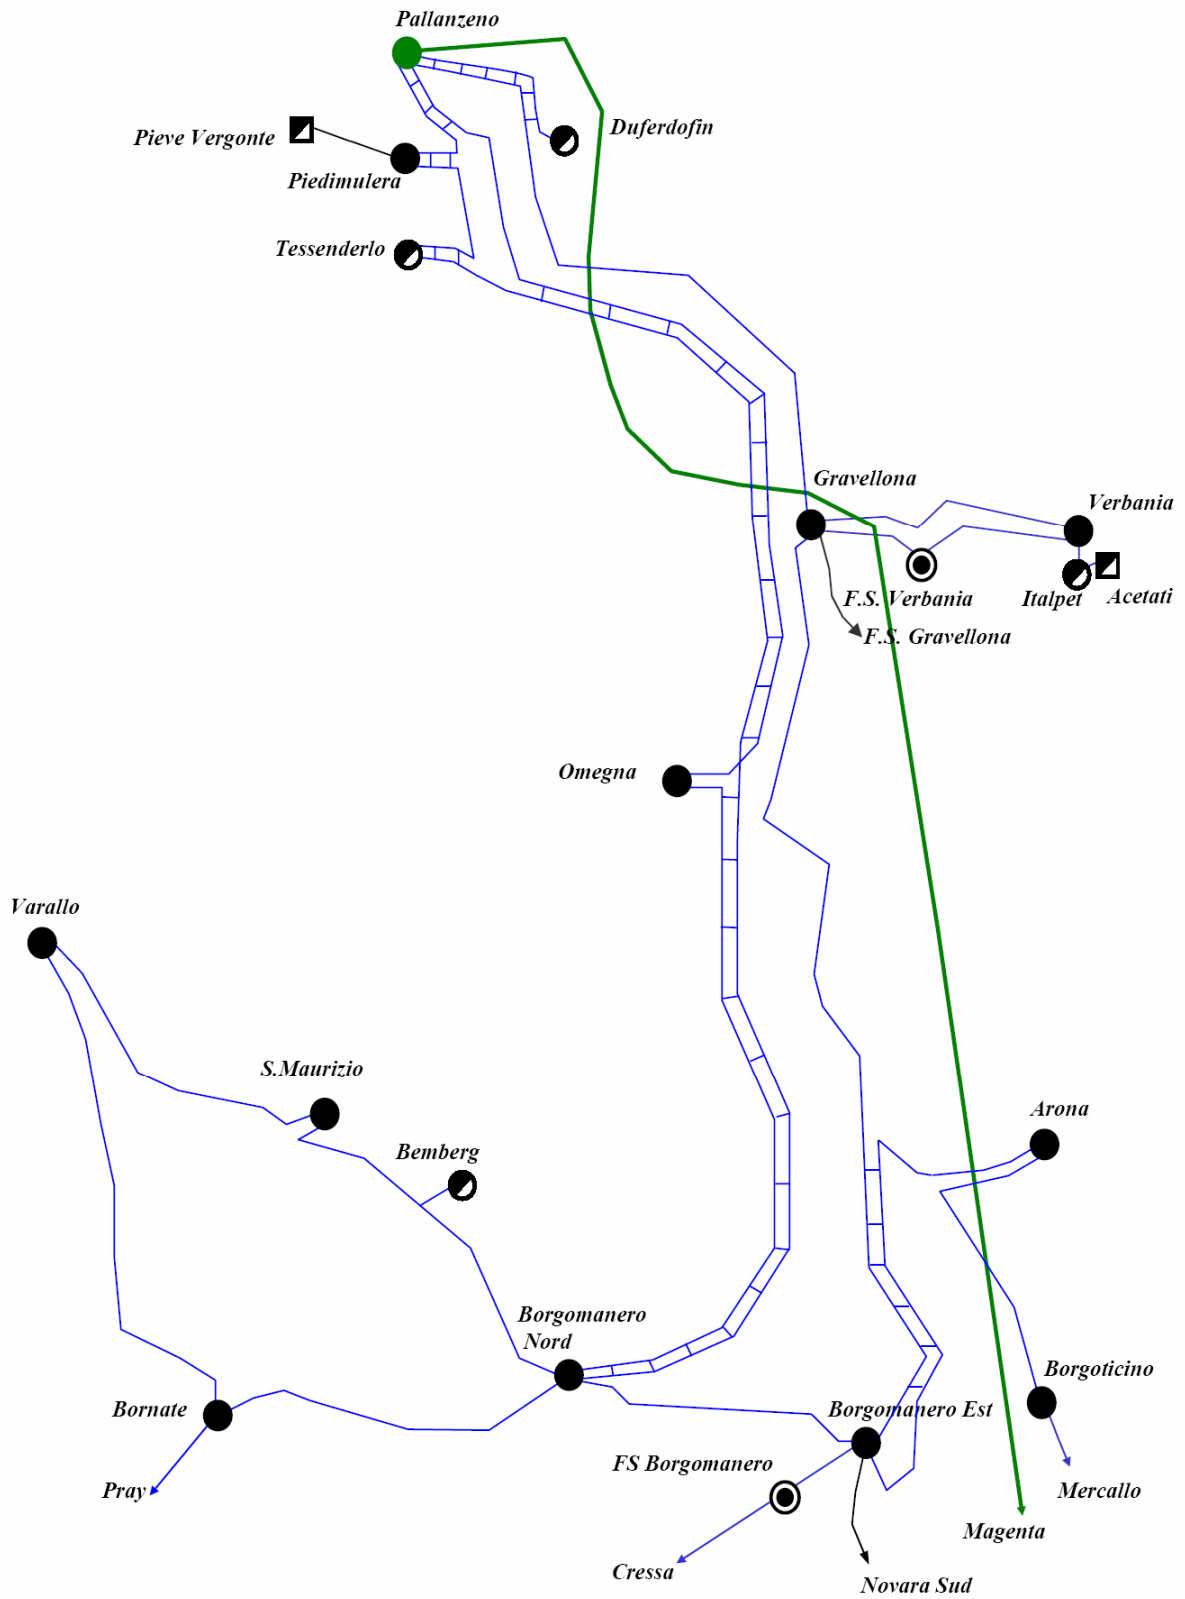 Pallanzeno
Duferdofin
Pieve Vergonte
Piedimulera
Tessenderlo
Gravellona
Verbania
F.S. Verbania
Italpet
Acetati
F.S. Gravellona
Omegna
Varallo
S.Maurizio
Arona
Bemberg
Borgomanero
Nord
Borgoticino
Bornate
Borgomanero Est
FS Borgomanero
Pray
Mercallo
Magenta
Cressa
Novara Sud